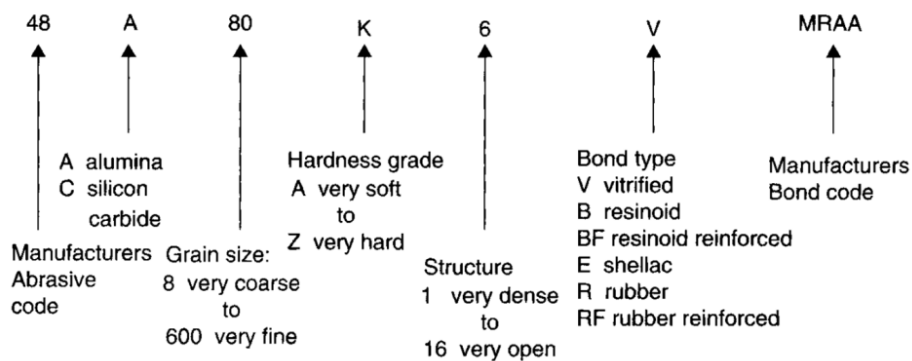 48 A 80 K 6 V MRAA
A alumina
C silicon
carbide
Manufacturers
Abrasive
code
Grain size:
8 very coarse
to
600 very fine
Hardness grade
A very soft
to
Z very hard
Structure
1 very dense
to
16 very open
Bond type
V vitrified
B resinoid
BF resinoid reinforced
E shellac
R rubber
RF rubber reinforced
Manufacturers
Bond code